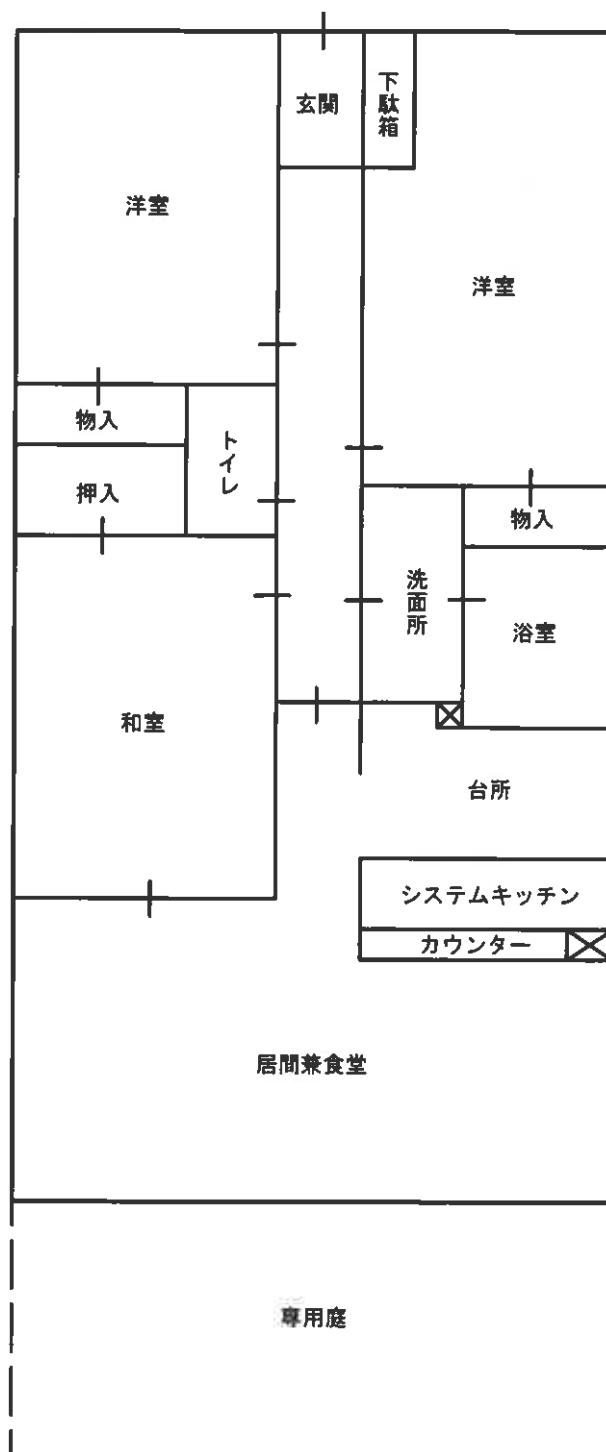 玄関
下駄箱
洋室
洋室
物入
トイレ
押入
物入
洗面所
浴室
和室
台所
システムキッチン
カウンター
居間兼食堂
専用庭